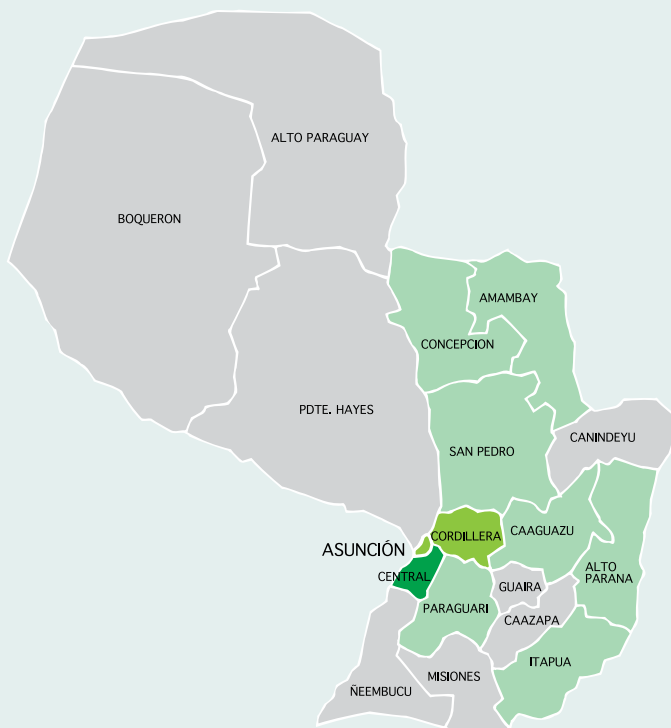 ALTO PARAGUAY
BOQUERON
AMAMBAY
CONCEPCION
PDTE. HAYES
CANINDEYU
SAN PEDRO
CAAGUAZU
CORDILLERA
ASUNCIÓN
ALTO
PARANA
CENTRAL
GUAIRA
PARAGUARI
CAAZAPA
ITAPUA
MISIONES
ÑEEMBUCU